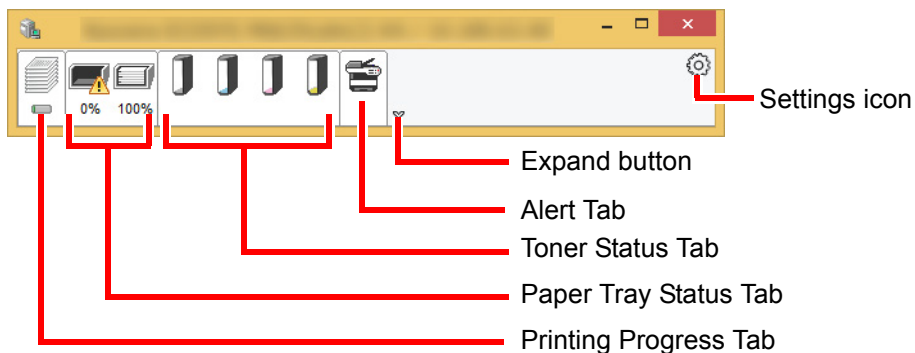 0% 100%
Settings icon
Expand button
Alert Tab
Toner Status Tab
Paper Tray Status Tab
Printing Progress Tab